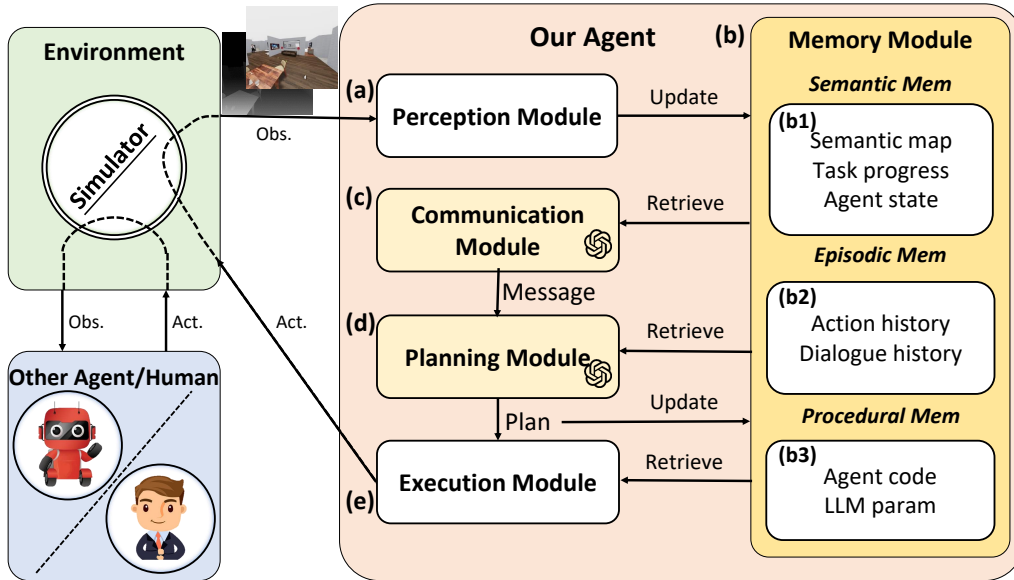 Environment
Simulator
Obs.
Act.
Obs.
Act.
Other Agent/Human
Our Agent
(a)
Perception Module
Update
(c)
Communication
Module
Retrieve
Message
(d)
Planning Module
Retrieve
Plan
Update
(e)
Execution Module
Retrieve
(b)
Memory Module
Semantic Mem
(b1)
Semantic map
Task progress
Agent state
Episodic Mem
(b2)
Action history
Dialogue history
Procedural Mem
(b3)
Agent code
LLM param